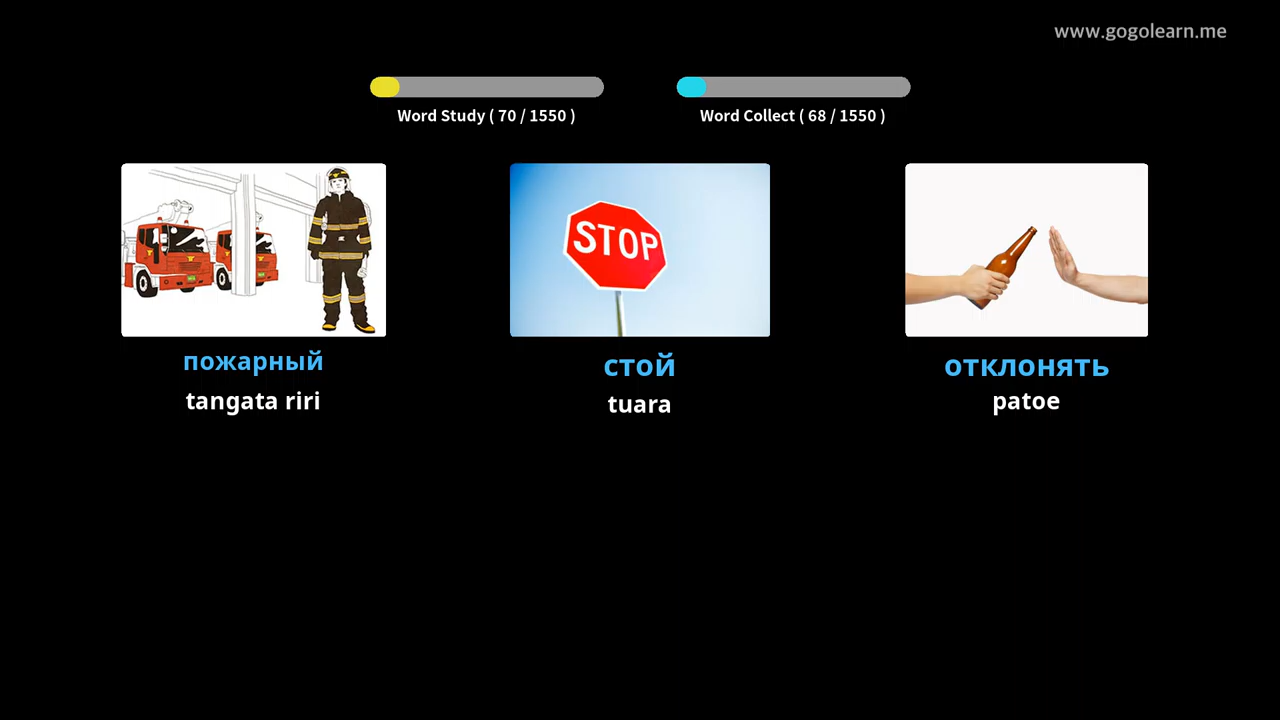 www.gogolearn.me
Word Study ( 70 / 1550 )
Word Collect ( 68 / 1550 )
STOP
пожарный
стой
отклонять
tangata riri
tuara
patoe